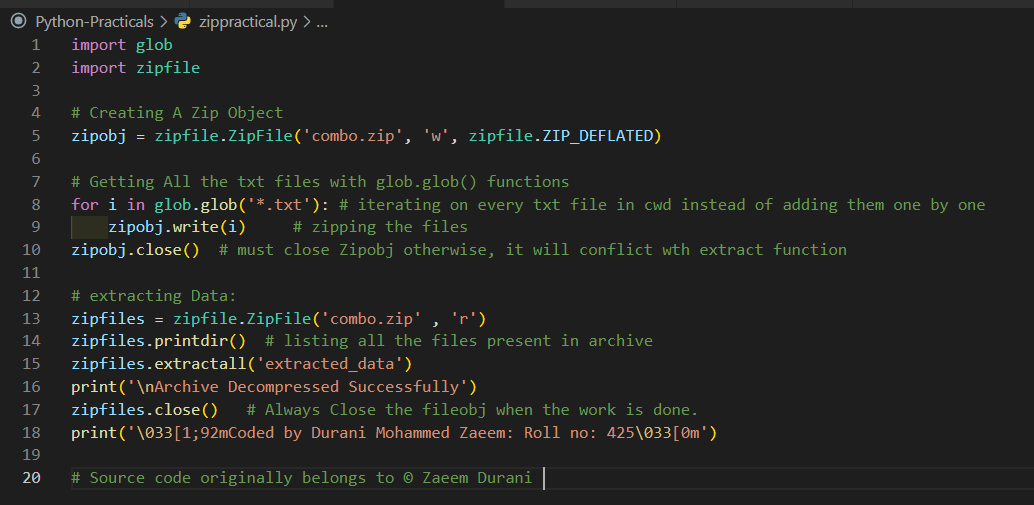 Python-Practicals > zippractical.py > ...
1 import glob
2 import zipfile
3
4 # Creating A Zip Object
5 zipobj = zipfile.ZipFile('combo.zip', 'w', zipfile.ZIP_DEFLATED)
6
7 # Getting All the txt files with glob.glob() functions
8 for i in glob.glob('*.txt'): # iterating on every txt file in cwd instead of adding them one by one
9     zipobj.write(i)     # zipping the files
10 zipobj.close()  # must close Zipobj otherwise, it will conflict wth extract function
11
12 # extracting Data:
13 zipfiles = zipfile.ZipFile('combo.zip' , 'r')
14 zipfiles.printdir()  # listing all the files present in archive
15 zipfiles.extractall('extracted_data')
16 print('\nArchive Decompressed Successfully')
17 zipfiles.close()   # Always Close the fileobj when the work is done.
18 print('\033[1;92mCoded by Durani Mohammed Zaeem: Roll no: 425\033[0m')
19
20 # Source code originally belongs to © Zaeem Durani